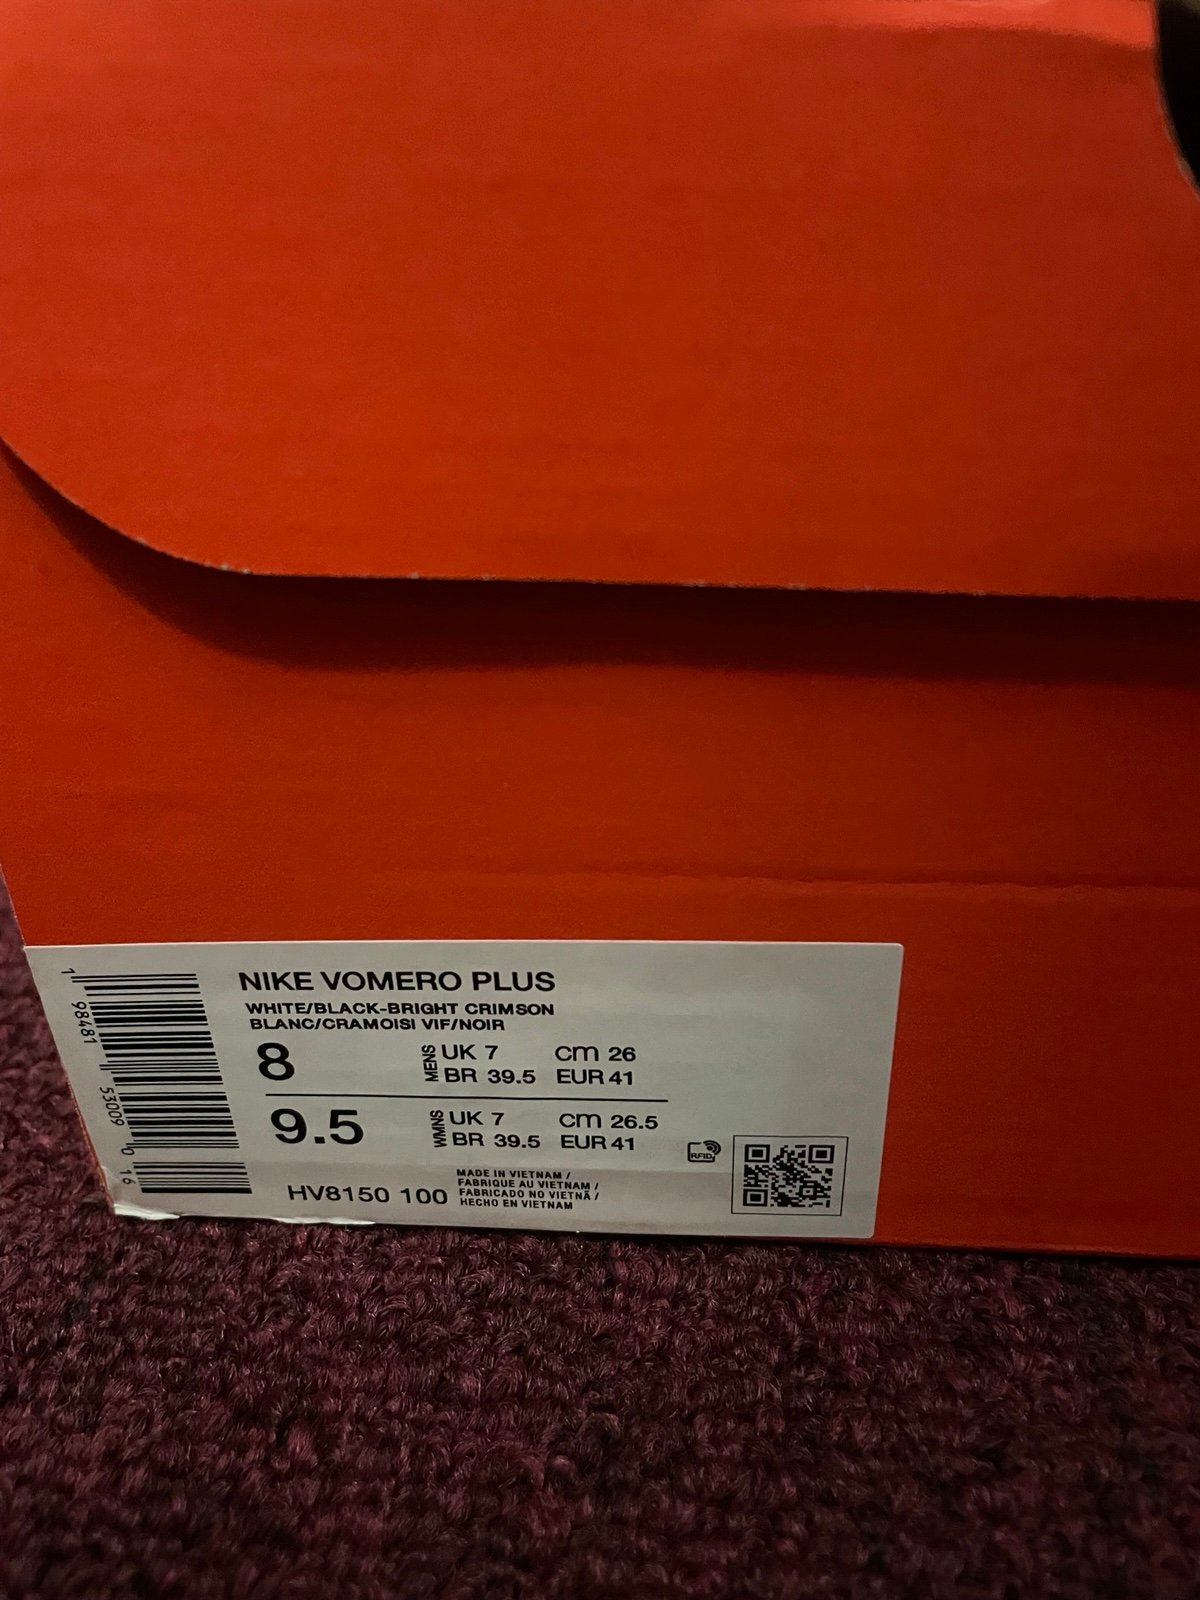 NIKE VOMERO PLUS
WHITE/BLACK-BRIGHT CRIMSON
BLANC/CRAMOISI VIF/NOIR
8 MENS UK 7 cm 26
BR 39.5 EUR 41
9.5 WMNS UK 7 cm 26.5
BR 39.5 EUR 41
HV8150 100
MADE IN VIETNAM /
FABRIQUE AU VIETNAM /
FABRICADO NO VIETNÃ /
HECHO EN VIETNAM
RFID
1 98481 53009 0 16